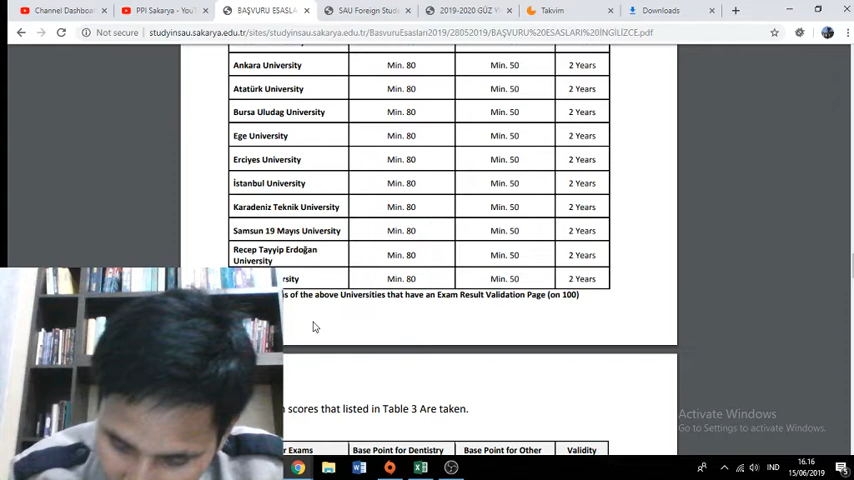 Channel Dashboard
PPI Sakarya - YouT
BAŞVURU ESASLA
SAU Foreign Stude
2019-2020 GÜZ Y
Takvim
Downloads
Not secure
studyinsau.sakarya.edu.tr/sites/studyinsau.sakarya.edu.tr/BasvuruEsasları2019/28052019/BAŞVURU%20ESASLARI%20İNGİLİZCE.pdf
Ankara University Min. 80 Min. 50 2 Years
Atatürk University Min. 80 Min. 50 2 Years
Bursa Uludag University Min. 80 Min. 50 2 Years
Ege University Min. 80 Min. 50 2 Years
Erciyes University Min. 80 Min. 50 2 Years
İstanbul University Min. 80 Min. 50 2 Years
Karadeniz Teknik University Min. 80 Min. 50 2 Years
Samsun 19 Mayıs University Min. 80 Min. 50 2 Years
Recep Tayyip Erdoğan
University Min. 80 Min. 50 2 Years
rsity Min. 80 Min. 50 2 Years
s of the above Universities that have an Exam Result Validation Page (on 100)
n scores that listed in Table 3 Are taken.
Exams Base Point for Dentistry Base Point for Other Validity
Activate Windows
Go to Settings to activate Windows.
IND
16.16
15/06/2019